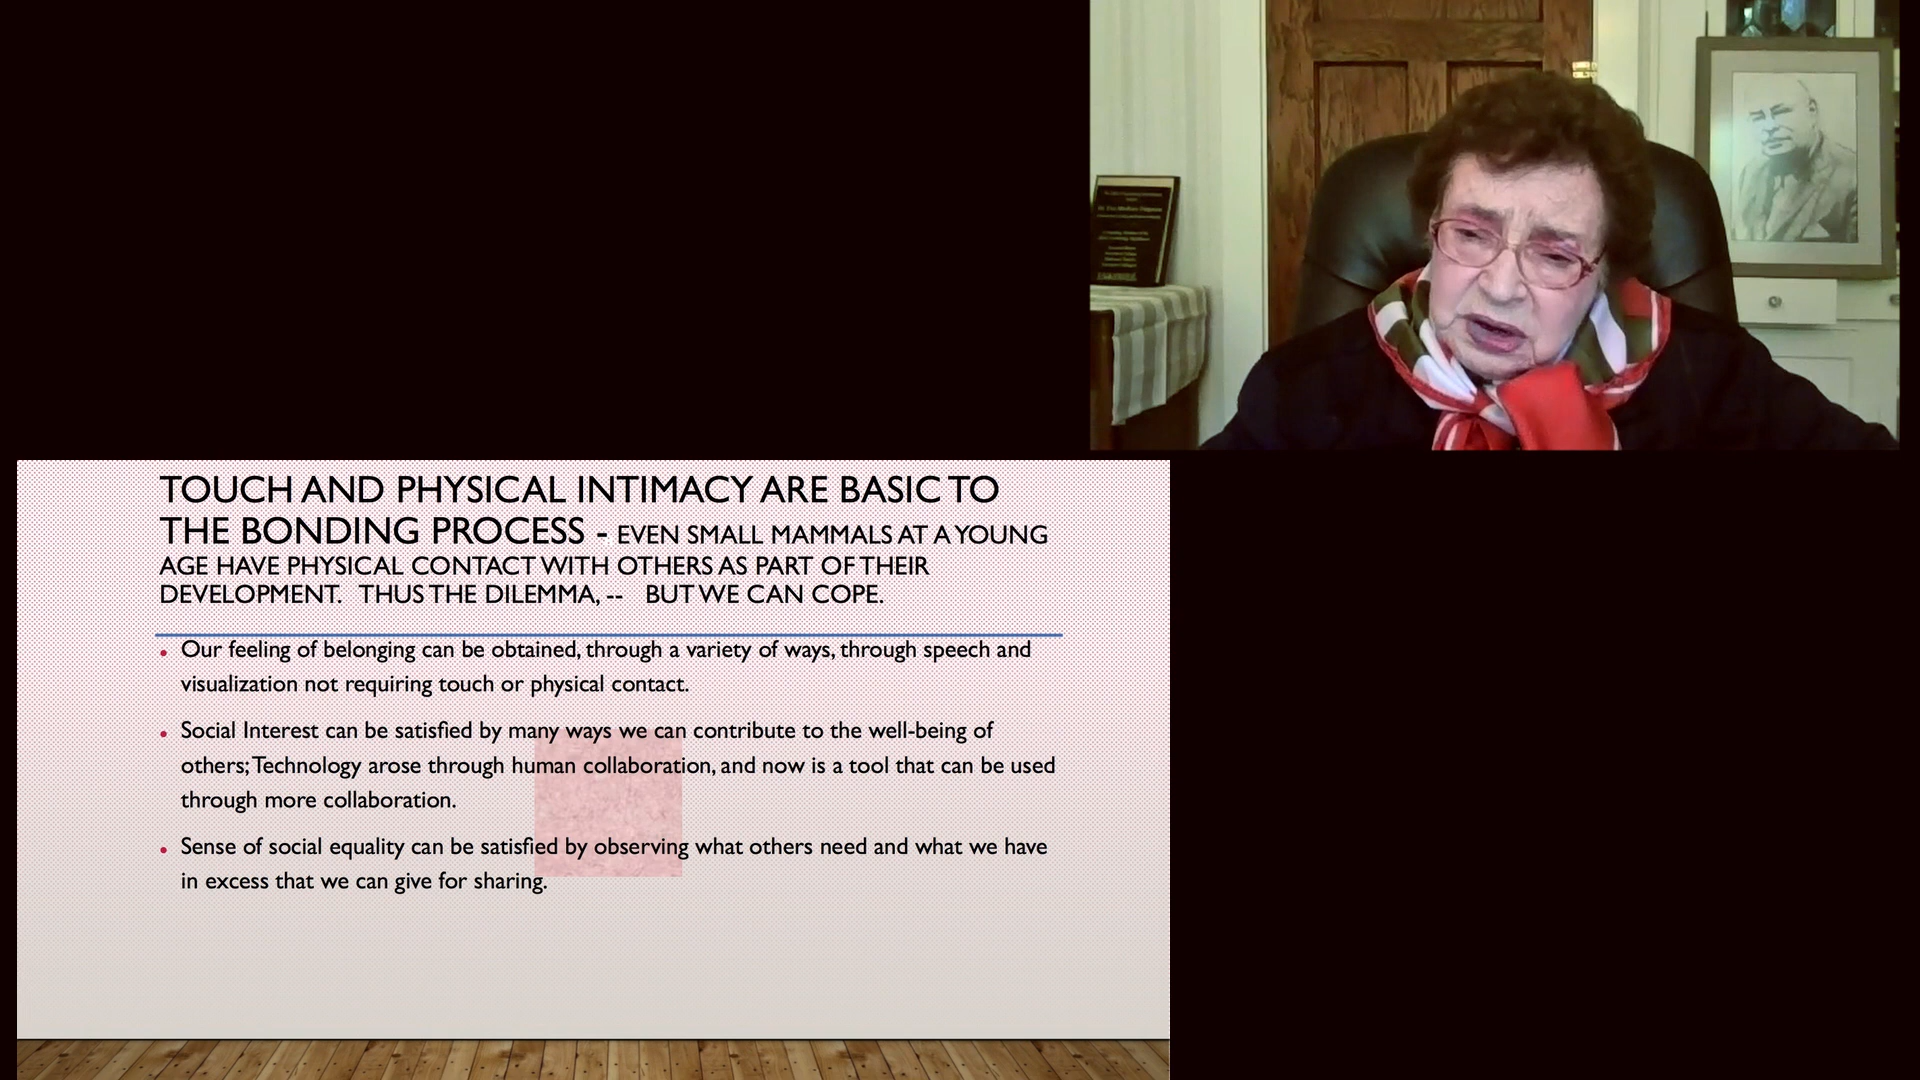 TOUCH AND PHYSICAL INTIMACY ARE BASIC TO
THE BONDING PROCESS - EVEN SMALL MAMMALS AT A YOUNG
AGE HAVE PHYSICAL CONTACT WITH OTHERS AS PART OF THEIR
DEVELOPMENT. THUS THE DILEMMA, -- BUT WE CAN COPE.
• Our feeling of belonging can be obtained, through a variety of ways, through speech and
visualization not requiring touch or physical contact.
• Social Interest can be satisfied by many ways we can contribute to the well-being of
others; Technology arose through human collaboration, and now is a tool that can be used
through more collaboration.
• Sense of social equality can be satisfied by observing what others need and what we have
in excess that we can give for sharing.